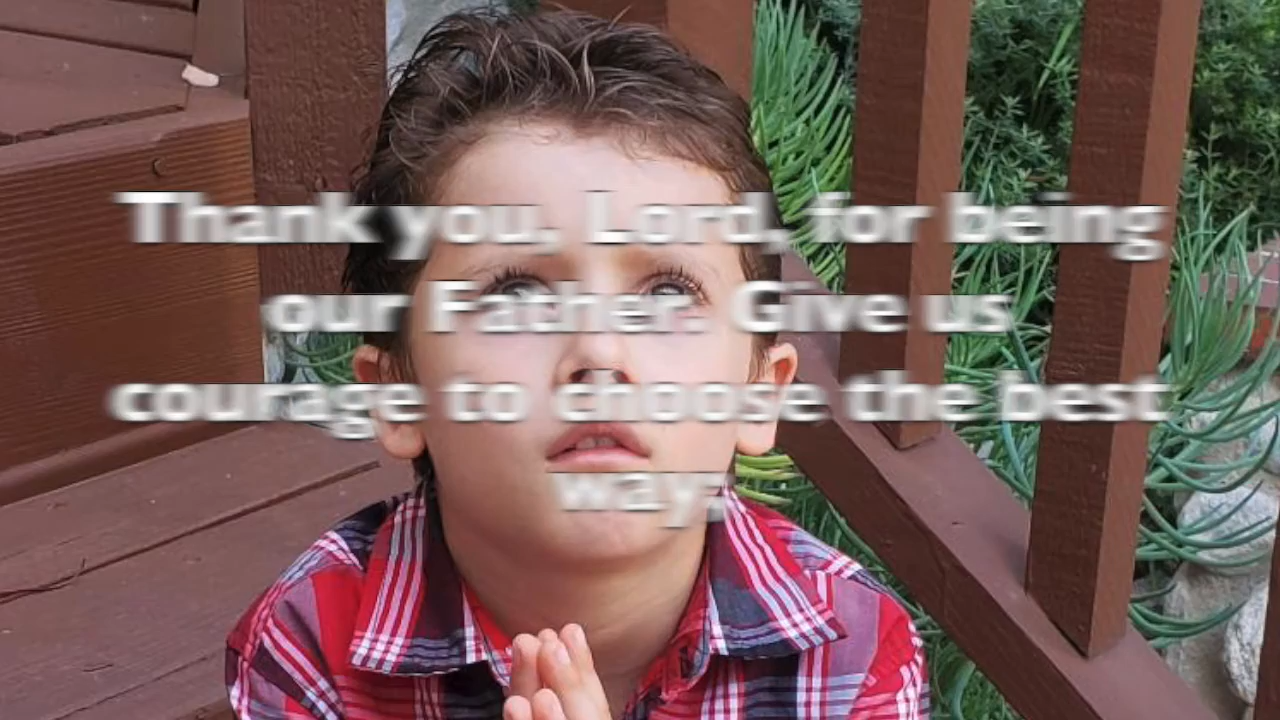 Thank you, Lord, for being
our Father. Give us
courage to choose the best
way;